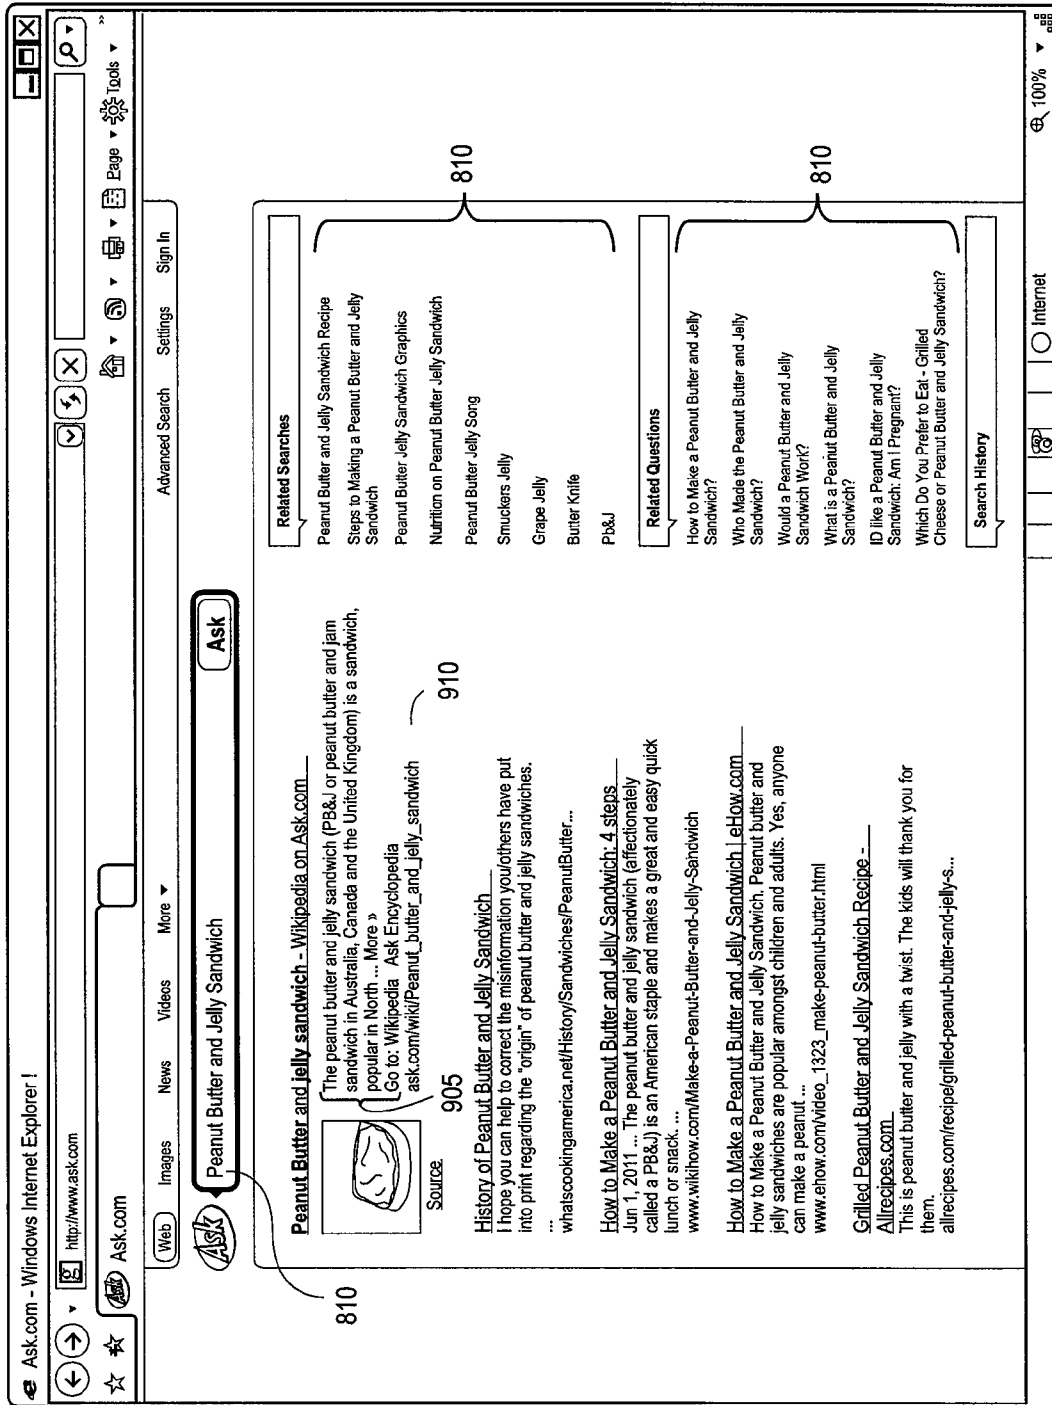 Ask.com - Windows Internet Explorer !
http://www.ask.com
Ask.com
Page
Tools
»
Web
Images
News
Videos
More
Advanced Search
Settings
Sign In
Ask
Peanut Butter and Jelly Sandwich
Ask
810
Peanut Butter and jelly sandwich - Wikipedia on Ask.com
The peanut butter and jelly sandwich (PB&J or peanut butter and jam
sandwich in Australia, Canada and the United Kingdom) is a sandwich,
popular in North ... More »
Go to: Wikipedia Ask Encyclopedia
ask.com/wiki/Peanut_butter_and_jelly_sandwich
Source
905
910
History of Peanut Butter and Jelly Sandwich
I hope you can help to correct the misinformation you/others have put
into print regarding the "origin" of peanut butter and jelly sandwiches.
...
whatscookingamerica.net/History/Sandwiches/PeanutButter...
How to Make a Peanut Butter and Jelly Sandwich: 4 steps
Jun 1, 2011 ... The peanut butter and jelly sandwich (affectionately
called a PB&J) is an American staple and makes a great and easy quick
lunch or snack. ...
www.wikihow.com/Make-a-Peanut-Butter-and-Jelly-Sandwich
How to Make a Peanut Butter and Jelly Sandwich | eHow.com
How to Make a Peanut Butter and Jelly Sandwich. Peanut butter and
jelly sandwiches are popular amongst children and adults. Yes, anyone
can make a peanut ...
www.ehow.com/video_1323_make-peanut-butter.html
Grilled Peanut Butter and Jelly Sandwich Recipe -
Allrecipes.com
This is peanut butter and jelly with a twist. The kids will thank you for
them.
allrecipes.com/recipe/grilled-peanut-butter-and-jelly-s...
Related Searches
Peanut Butter and Jelly Sandwich Recipe
Steps to Making a Peanut Butter and Jelly
Sandwich
Peanut Butter Jelly Sandwich Graphics
Nutrition on Peanut Butter Jelly Sandwich
Peanut Butter Jelly Song
Smuckers Jelly
Grape Jelly
Butter Knife
Pb&J
810
Related Questions
How to Make a Peanut Butter and Jelly
Sandwich?
Who Made the Peanut Butter and Jelly
Sandwich?
Would a Peanut Butter and Jelly
Sandwich Work?
What is a Peanut Butter and Jelly
Sandwich?
ID like a Peanut Butter and Jelly
Sandwich: Am I Pregnant?
Which Do You Prefer to Eat - Grilled
Cheese or Peanut Butter and Jelly Sandwich?
810
Search History
Internet
100%